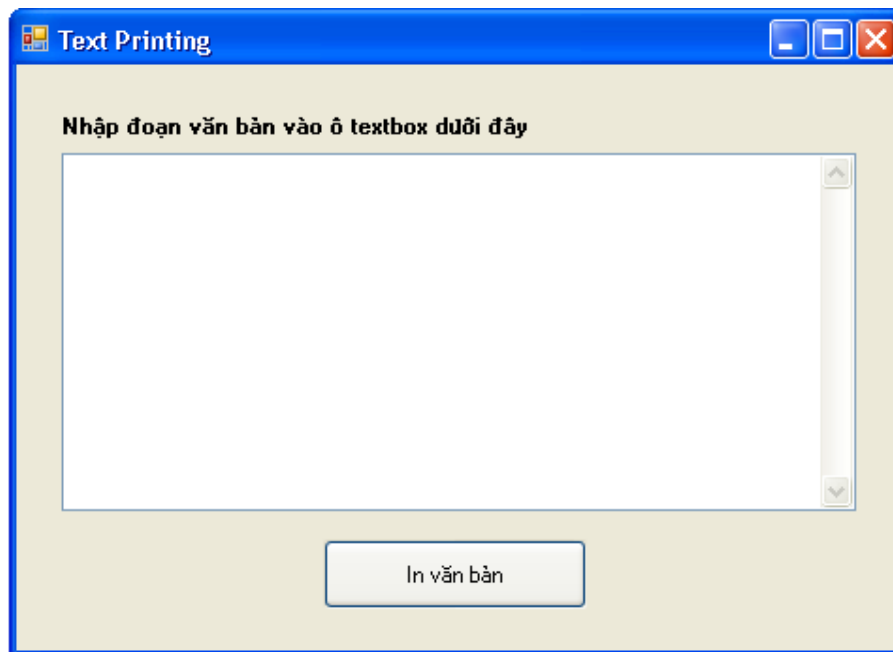 Text Printing
Nhập đoạn văn bản vào ô textbox dưới đây
In văn bản